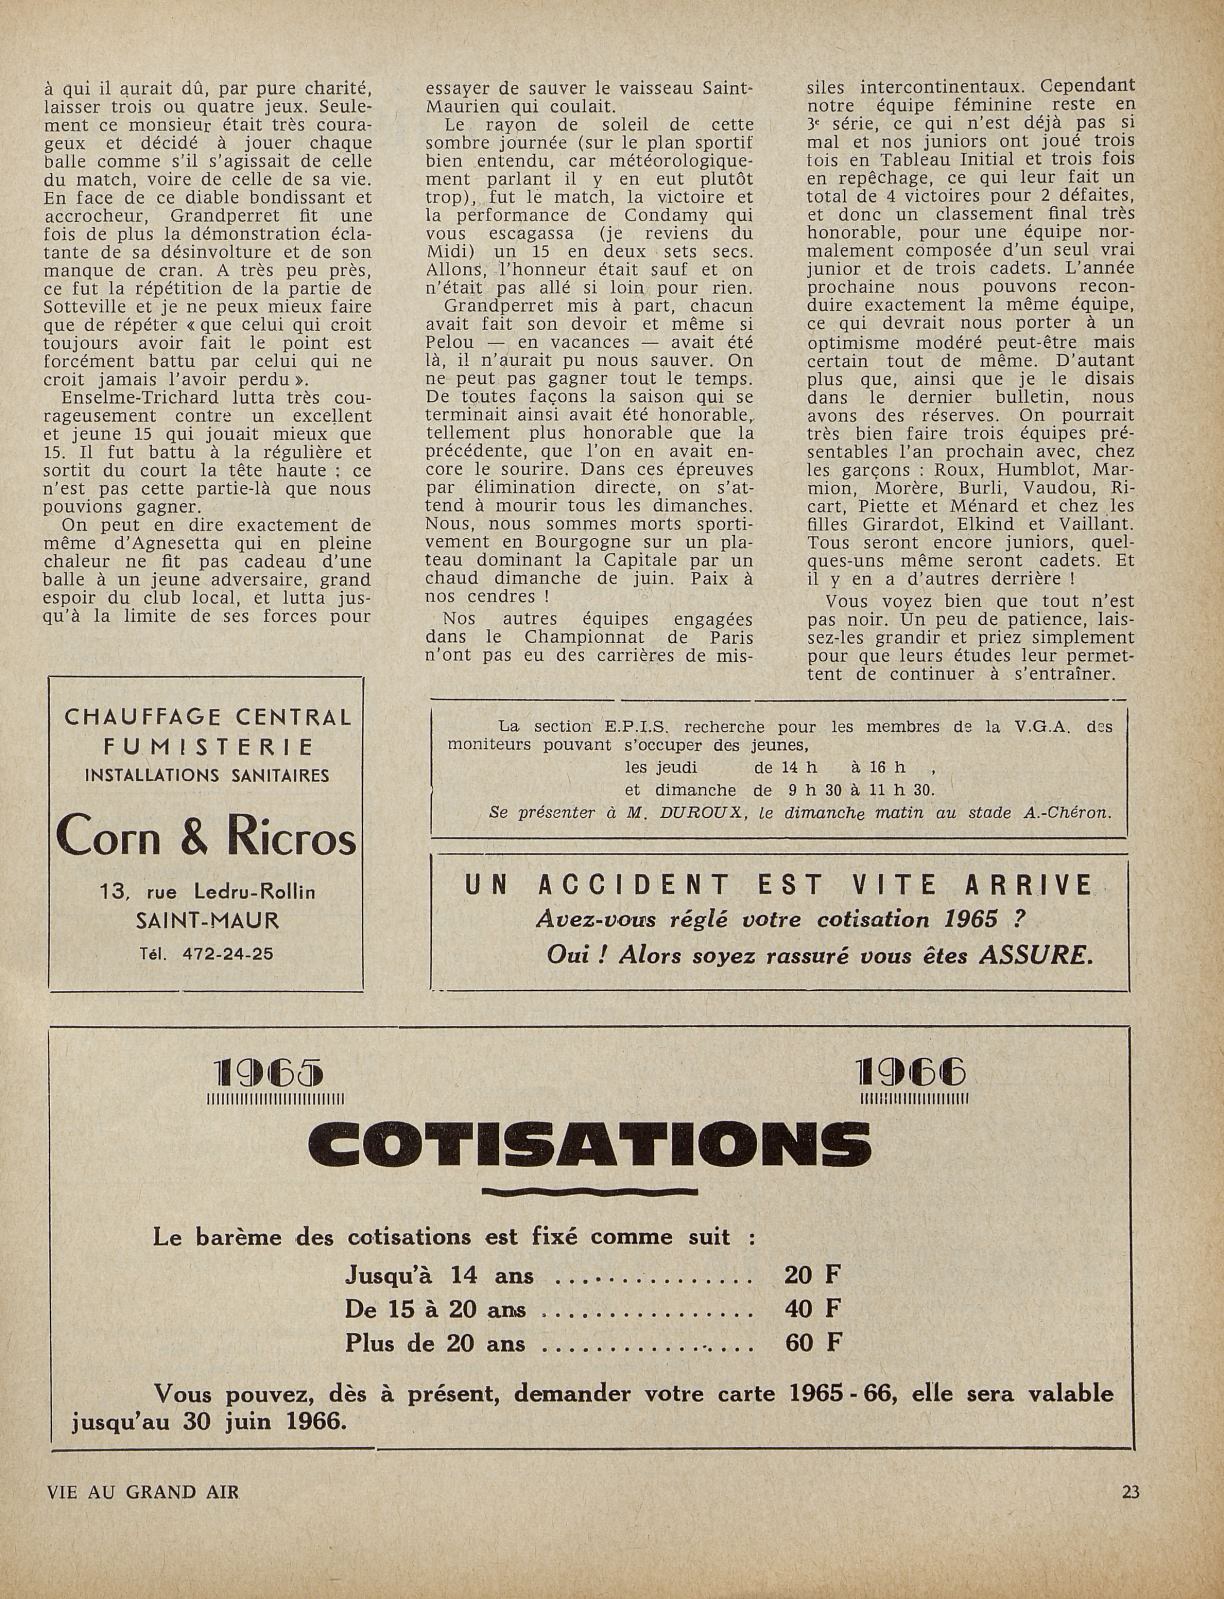 à qui il aurait dû, par pure charité,
laisser trois ou quatre jeux. Seule-
ment ce monsieur était très coura-
geux et décidé à jouer chaque
balle comme s'il s'agissait de celle
du match, voire de celle de sa vie.
En face de ce diable bondissant et
accrocheur, Grandperret fit une
fois de plus la démonstration écla-
tante de sa désinvolture et de son
manque de cran. A très peu près,
ce fut la répétition de la partie de
Sotteville et je ne peux mieux faire
que de répéter « que celui qui croit
toujours avoir fait le point est
forcément battu par celui qui ne
croit jamais l'avoir perdu ».
Enselme-Trichard lutta très cou-
rageusement contre un excellent
et jeune 15 qui jouait mieux que
15. Il fut battu à la régulière et
sortit du court la tête haute ; ce
n'est pas cette partie-là que nous
pouvions gagner.
On peut en dire exactement de
même d'Agnesetta qui en pleine
chaleur ne fit pas cadeau d'une
balle à un jeune adversaire, grand
espoir du club local, et lutta jus-
qu'à la limite de ses forces pour
essayer de sauver le vaisseau Saint-
Maurien qui coulait.
Le rayon de soleil de cette
sombre journée (sur le plan sportif
bien entendu, car météorologique-
ment parlant il y en eut plutôt
trop), fut le match, la victoire et
la performance de Condamy qui
vous escagassa (je reviens du
Midi) un 15 en deux sets secs.
Allons, l'honneur était sauf et on
n'était pas allé si loin pour rien.
Grandperret mis à part, chacun
avait fait son devoir et même si
Pelou — en vacances — avait été
là, il n'aurait pu nous sauver. On
ne peut pas gagner tout le temps.
De toutes façons la saison qui se
terminait ainsi avait été honorable,
tellement plus honorable que la
précédente, que l'on en avait en-
core le sourire. Dans ces épreuves
par élimination directe, on s'at-
tend à mourir tous les dimanches.
Nous, nous sommes morts sporti-
vement en Bourgogne sur un pla-
teau dominant la Capitale par un
chaud dimanche de juin. Paix à
nos cendres !
Nos autres équipes engagées
dans le Championnat de Paris
n'ont pas eu des carrières de mis-
siles intercontinentaux. Cependant
notre équipe féminine reste en
3e série, ce qui n'est déjà pas si
mal et nos juniors ont joué trois
fois en Tableau Initial et trois fois
en repêchage, ce qui leur fait un
total de 4 victoires pour 2 défaites,
et donc un classement final très
honorable, pour une équipe nor-
malement composée d'un seul vrai
junior et de trois cadets. L'année
prochaine nous pouvons recon-
duire exactement la même équipe,
ce qui devrait nous porter à un
optimisme modéré peut-être mais
certain tout de même. D'autant
plus que, ainsi que je le disais
dans le dernier bulletin, nous
avons des réserves. On pourrait
très bien faire trois équipes pré-
sentables l'an prochain avec, chez
les garçons : Roux, Humblot, Mar-
mion, Morère, Burli, Vaudou, Ri-
cart, Piette et Ménard et chez les
filles Girardot, Elkind et Vaillant.
Tous seront encore juniors, quel-
ques-uns même seront cadets. Et
il y en a d'autres derrière !
Vous voyez bien que tout n'est
pas noir. Un peu de patience, lais-
sez-les grandir et priez simplement
pour que leurs études leur permet-
tent de continuer à s'entraîner.
CHAUFFAGE CENTRAL
FUMISTERIE
INSTALLATIONS SANITAIRES
Corn & Ricros
13, rue Ledru-Rollin
SAINT-MAUR
Tél. 472-24-25
La section E.P.I.S. recherche pour les membres de la V.G.A. des
moniteurs pouvant s'occuper des jeunes,
les jeudi de 14 h à 16 h ,
et dimanche de 9 h 30 à 11 h 30.
Se présenter à M. DUROUX, le dimanche matin au stade A.-Chéron.
UN ACCIDENT EST VITE ARRIVE
Avez-vous réglé votre cotisation 1965 ?
Oui ! Alors soyez rassuré vous êtes ASSURE.
1965 1966
COTISATIONS
Le barème des cotisations est fixé comme suit :
Jusqu'à 14 ans ............... 20 F
De 15 à 20 ans ................ 40 F
Plus de 20 ans ................ 60 F
Vous pouvez, dès à présent, demander votre carte 1965-66, elle sera valable
jusqu'au 30 juin 1966.
VIE AU GRAND AIR 23